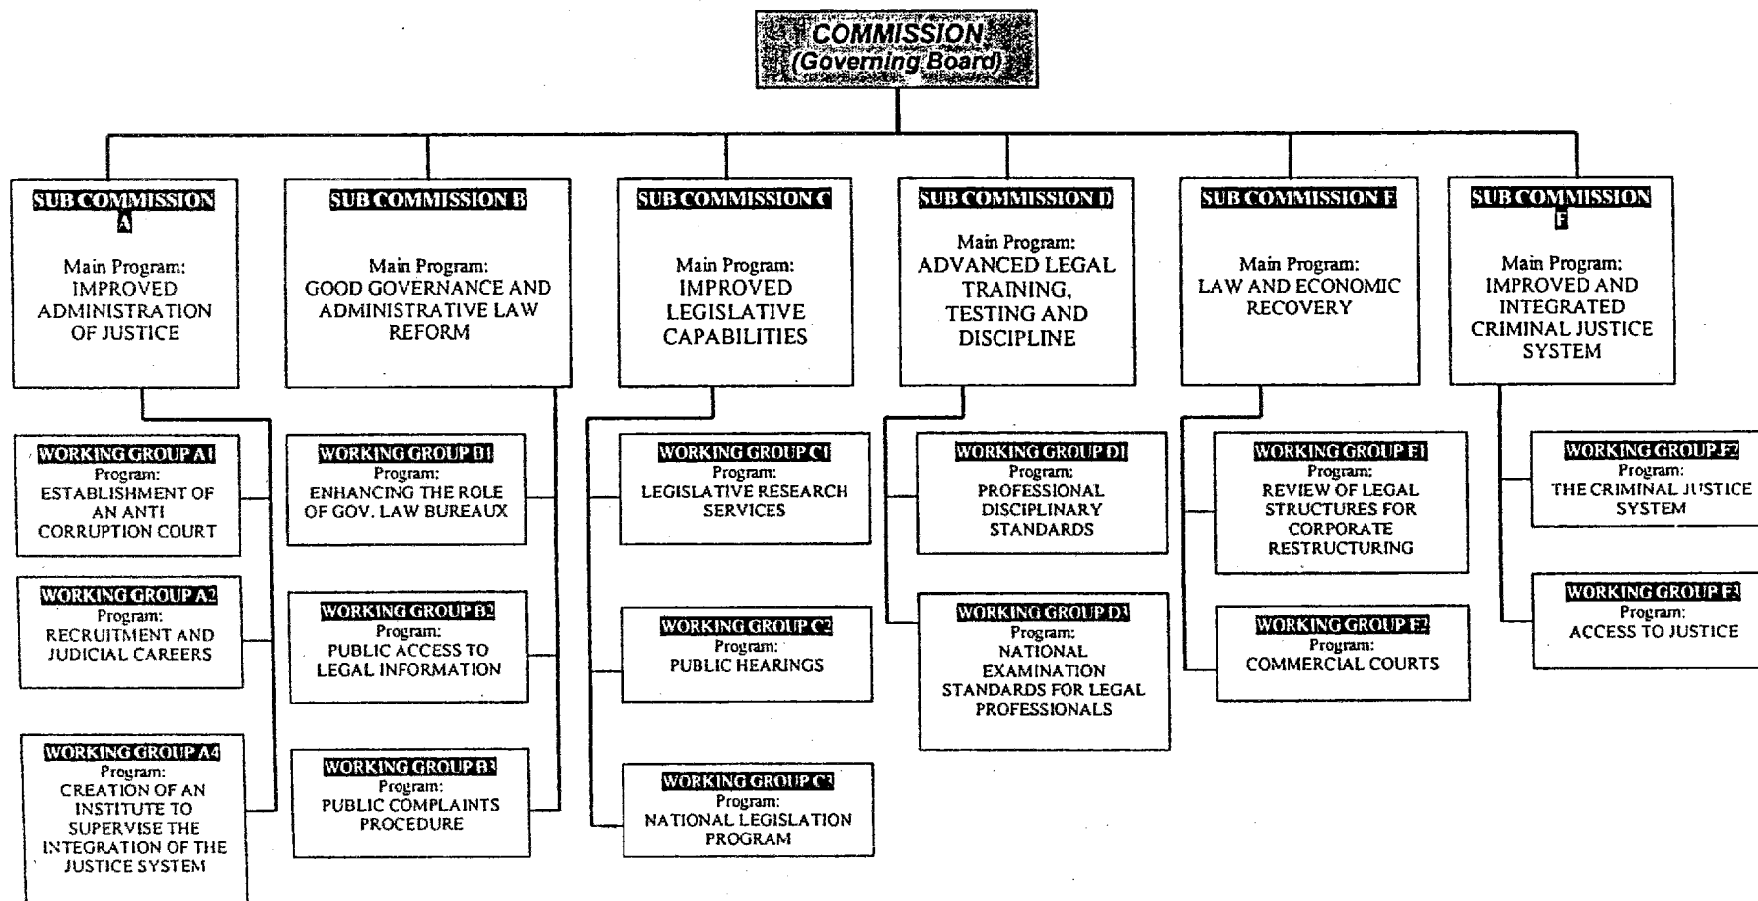 COMMISSION
(Governing Board)
SUB COMMISSION
A
Main Program:
IMPROVED
ADMINISTRATION
OF JUSTICE
SUB COMMISSION B
Main Program:
GOOD GOVERNANCE AND
ADMINISTRATIVE LAW
REFORM
SUB COMMISSION C
Main Program:
IMPROVED
LEGISLATIVE
CAPABILITIES
SUB COMMISSION D
Main Program:
ADVANCED LEGAL
TRAINING,
TESTING AND
DISCIPLINE
SUB COMMISSION E
Main Program:
LAW AND ECONOMIC
RECOVERY
SUB COMMISSION
F
Main Program:
IMPROVED AND
INTEGRATED
CRIMINAL JUSTICE
SYSTEM
WORKING GROUP A1
Program:
ESTABLISHMENT OF
AN ANTI
CORRUPTION COURT
WORKING GROUP B1
Program:
ENHANCING THE ROLE
OF GOV. LAW BUREAUX
WORKING GROUP C1
Program:
LEGISLATIVE RESEARCH
SERVICES
WORKING GROUP D1
Program:
PROFESSIONAL
DISCIPLINARY
STANDARDS
WORKING GROUP E1
Program:
REVIEW OF LEGAL
STRUCTURES FOR
CORPORATE
RESTRUCTURING
WORKING GROUP F2
Program:
THE CRIMINAL JUSTICE
SYSTEM
WORKING GROUP A2
Program:
RECRUITMENT AND
JUDICIAL CAREERS
WORKING GROUP B2
Program:
PUBLIC ACCESS TO
LEGAL INFORMATION
WORKING GROUP C2
Program:
PUBLIC HEARINGS
WORKING GROUP D3
Program:
NATIONAL
EXAMINATION
STANDARDS FOR LEGAL
PROFESSIONALS
WORKING GROUP E2
Program:
COMMERCIAL COURTS
WORKING GROUP F3
Program:
ACCESS TO JUSTICE
WORKING GROUP A4
Program:
CREATION OF AN
INSTITUTE TO
SUPERVISE THE
INTEGRATION OF THE
JUSTICE SYSTEM
WORKING GROUP B3
Program:
PUBLIC COMPLAINTS
PROCEDURE
WORKING GROUP C3
Program:
NATIONAL LEGISLATION
PROGRAM